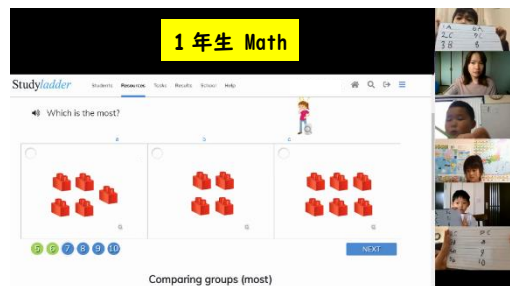 1年生 Math
Studyladder
Students Resources Tasks Results School Help
Which is the most?
a b c
5 6 7 8 9 10
NEXT
Comparing groups (most)